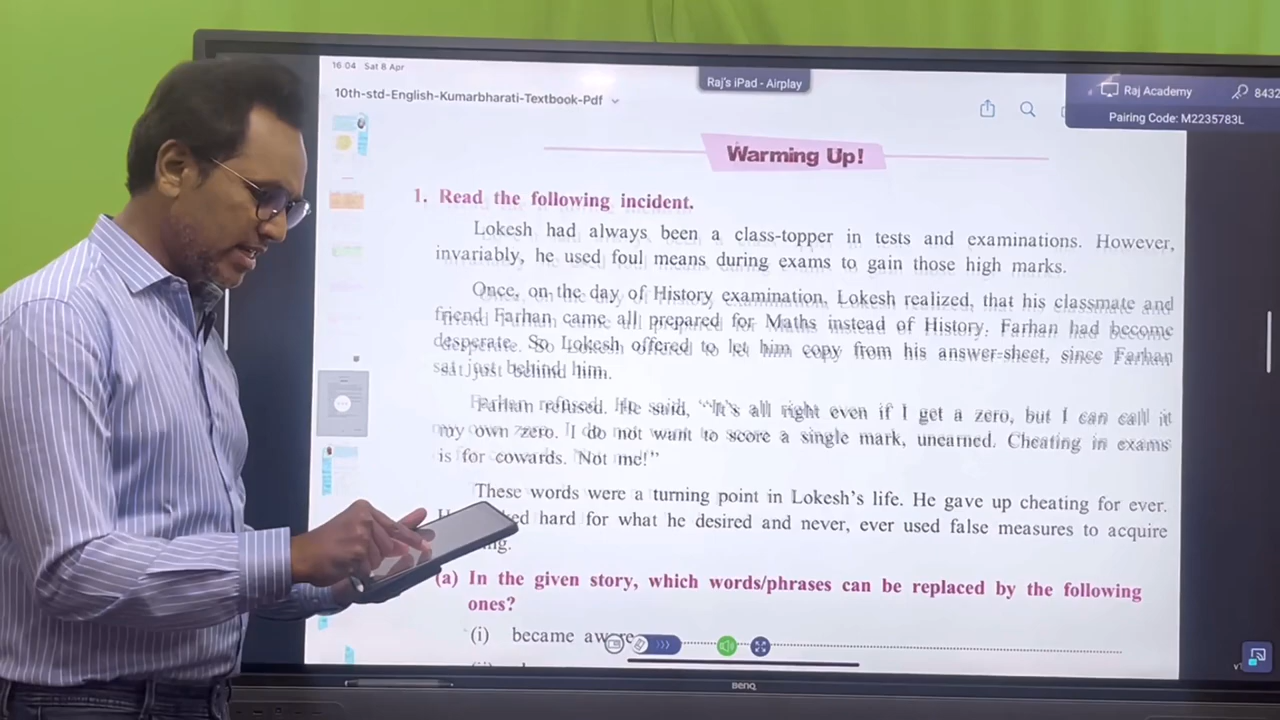 16 04 Sat 8 Apr
Raj's iPad - Airplay
Raj Academy
8432
10th-std-English-Kumarbharati-Textbook-Pdf
Pairing Code: M2235783L
Warming Up!
1. Read the following incident.
Lokesh had always been a class-topper in tests and examinations. However,
invariably, he used foul means during exams to gain those high marks.
Once, on the day of History examination, Lokesh realized, that his classmate and
friend Farhan came all prepared for Maths instead of History. Farhan had become
desperate. So Lokesh offered to let him copy from his answer-sheet, since Farhan
sat just behind him.
Farhan refused. He said, "It's all right even if I get a zero, but I can call it
my own zero. I do not want to score a single mark, unearned. Cheating in exams
is for cowards. Not me!"
These words were a turning point in Lokesh's life. He gave up cheating for ever.
hard for what he desired and never, ever used false measures to acquire
(a) In the given story, which words/phrases can be replaced by the following
ones?
(i) became aware
BenQ